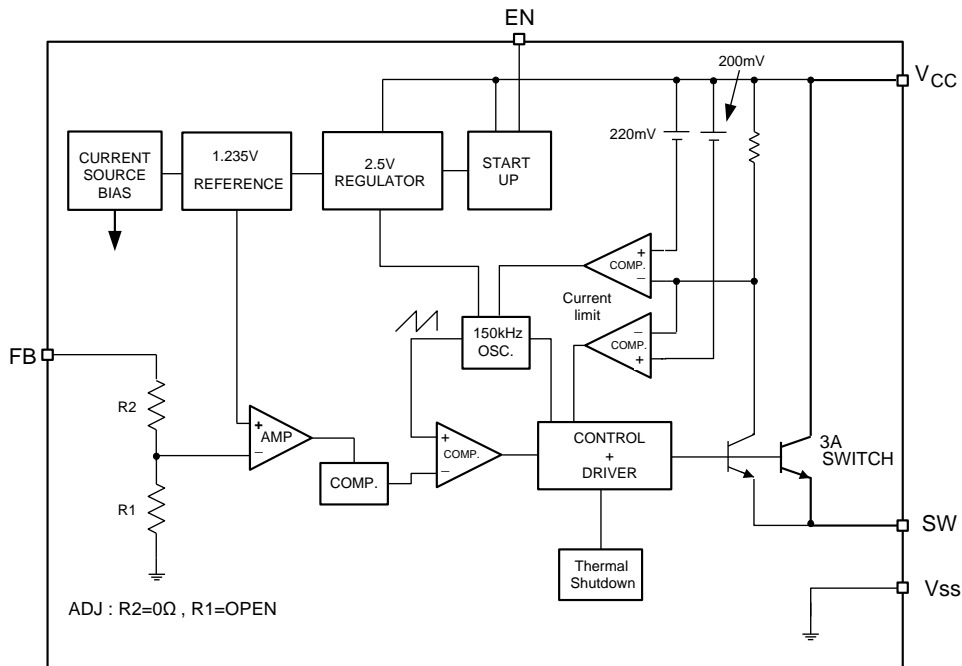 EN
200mV
VCC
220mV
CURRENT
SOURCE
BIAS
1.235V
REFERENCE
2.5V
REGULATOR
START
UP
+
COMP.
−
Current
limit
−
COMP.
+
150kHz
OSC.
FB
R2
+
AMP
−
COMP.
+
COMP.
−
CONTROL
+
DRIVER
3A
SWITCH
R1
SW
Thermal
Shutdown
Vss
ADJ : R2=0Ω , R1=OPEN